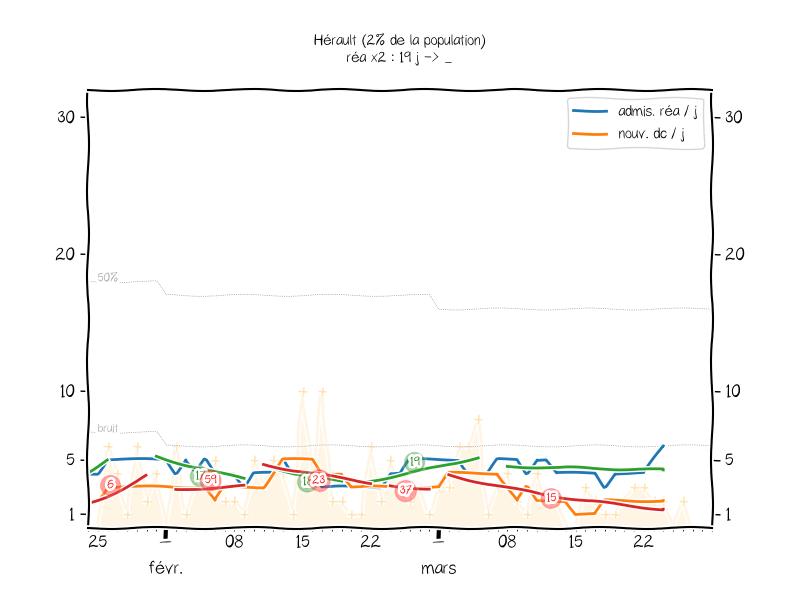 Hérault (2% de la population)
réa x2 : 19 j -> _
admis. réa / j
nouv. dc / j
30 30
20 20
50%
10 10
bruit
5 5
1 1
6 59 23 19 37 15
25 08 15 22 08 15 22
févr. mars